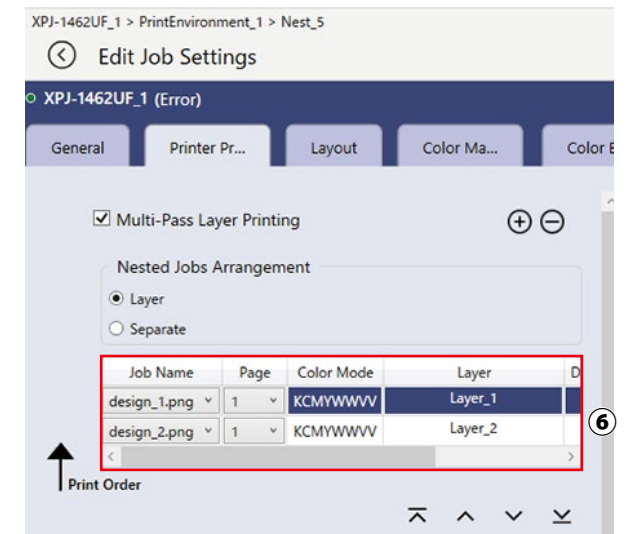 XPJ-1462UF_1 > PrintEnvironment_1 > Nest_5
Edit Job Settings
XPJ-1462UF_1 (Error)
General Printer Pr... Layout Color Ma... Color
Multi-Pass Layer Printing
Nested Jobs Arrangement
Layer
Separate
Job Name Page Color Mode Layer D
design_1.png 1 KCMYWWVV Layer_1
design_2.png 1 KCMYWWVV Layer_2
⑥
Print Order